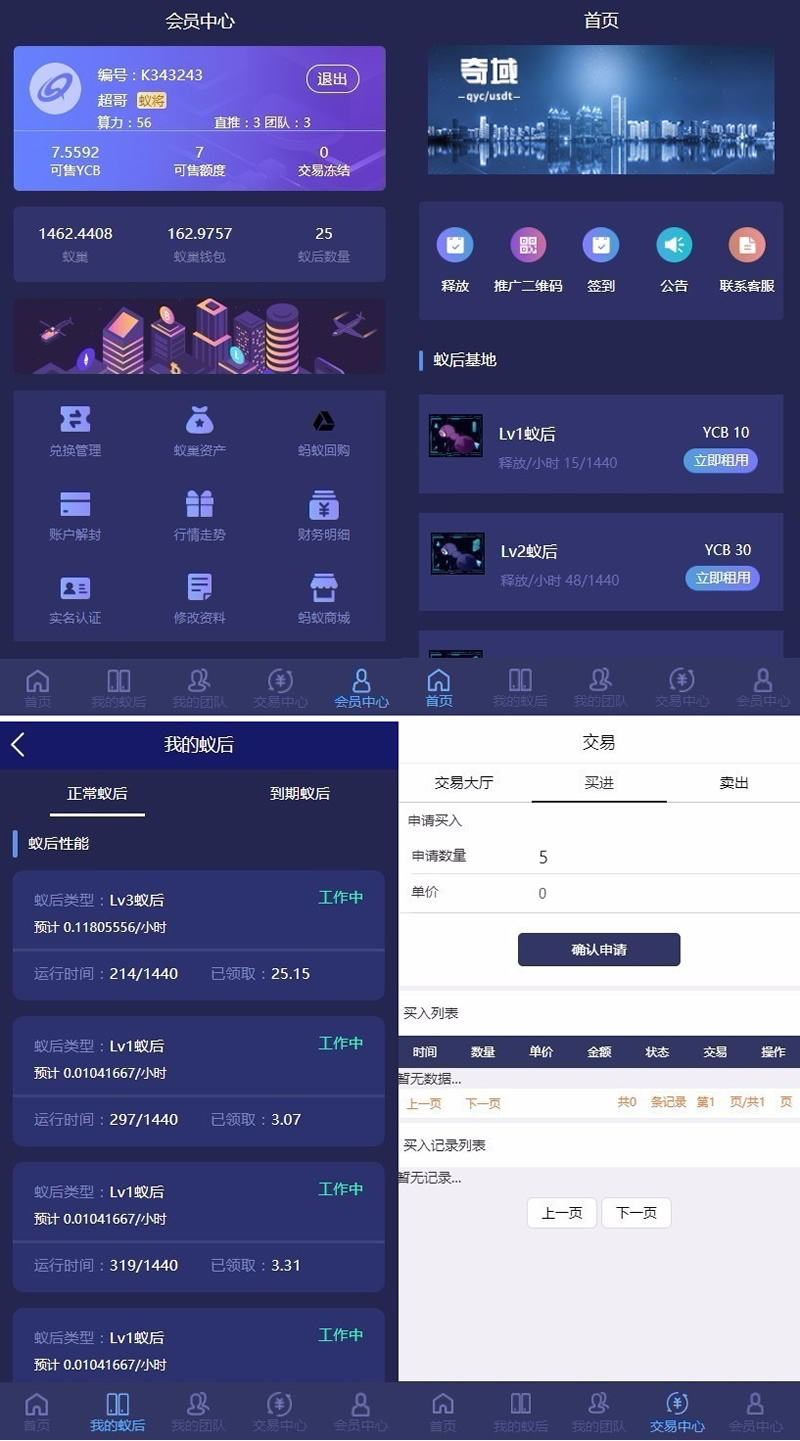 会员中心
编号：K343243
退出
超哥 蚁将
算力：56 直推：3 团队：3
7.5592 7 0
可售YCB 可售额度 交易冻结
1462.4408 162.9757 25
蚁巢 蚁巢钱包 蚁后数量
兑换管理 蚁巢资产 蚂蚁回购
账户解封 行情走势 财务明细
实名认证 修改资料 蚂蚁商城
首页 我的蚁后 我的团队 交易中心 会员中心
首页
奇域
qyc/usdt
释放 推广二维码 签到 公告 联系客服
蚁后基地
Lv1蚁后 YCB 10
释放/小时 15/1440 立即租用
Lv2蚁后 YCB 30
释放/小时 48/1440 立即租用
首页 我的蚁后 我的团队 交易中心 会员中心
我的蚁后
正常蚁后 到期蚁后
蚁后性能
蚁后类型：Lv3蚁后 工作中
预计 0.11805556/小时
运行时间：214/1440 已领取：25.15
蚁后类型：Lv1蚁后 工作中
预计 0.01041667/小时
运行时间：297/1440 已领取：3.07
蚁后类型：Lv1蚁后 工作中
预计 0.01041667/小时
运行时间：319/1440 已领取：3.31
蚁后类型：Lv1蚁后 工作中
预计 0.01041667/小时
首页 我的蚁后 我的团队 交易中心 会员中心
交易
交易大厅 买进 卖出
申请买入
申请数量 5
单价 0
确认申请
买入列表
时间 数量 单价 金额 状态 交易 操作
暂无数据...
上一页 下一页 共0 条记录 第1 页/共1 页
买入记录列表
暂无记录...
上一页 下一页
首页 我的蚁后 我的团队 交易中心 会员中心